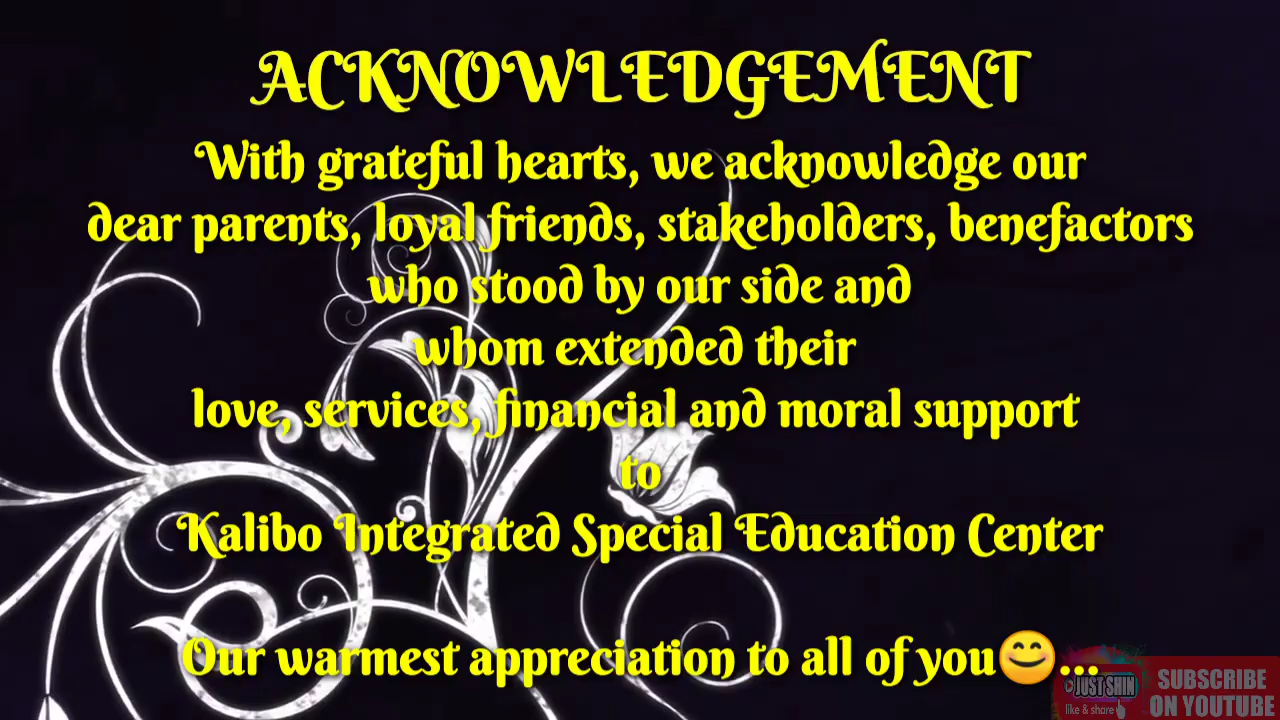 ACKNOWLEDGEMENT
With grateful hearts, we acknowledge our
dear parents, loyal friends, stakeholders, benefactors
who stood by our side and
whom extended their
love, services, financial and moral support
to
Kalibo Integrated Special Education Center
Our warmest appreciation to all of you😊...
JUST SHIN
like & share
SUBSCRIBE
ON YOUTUBE